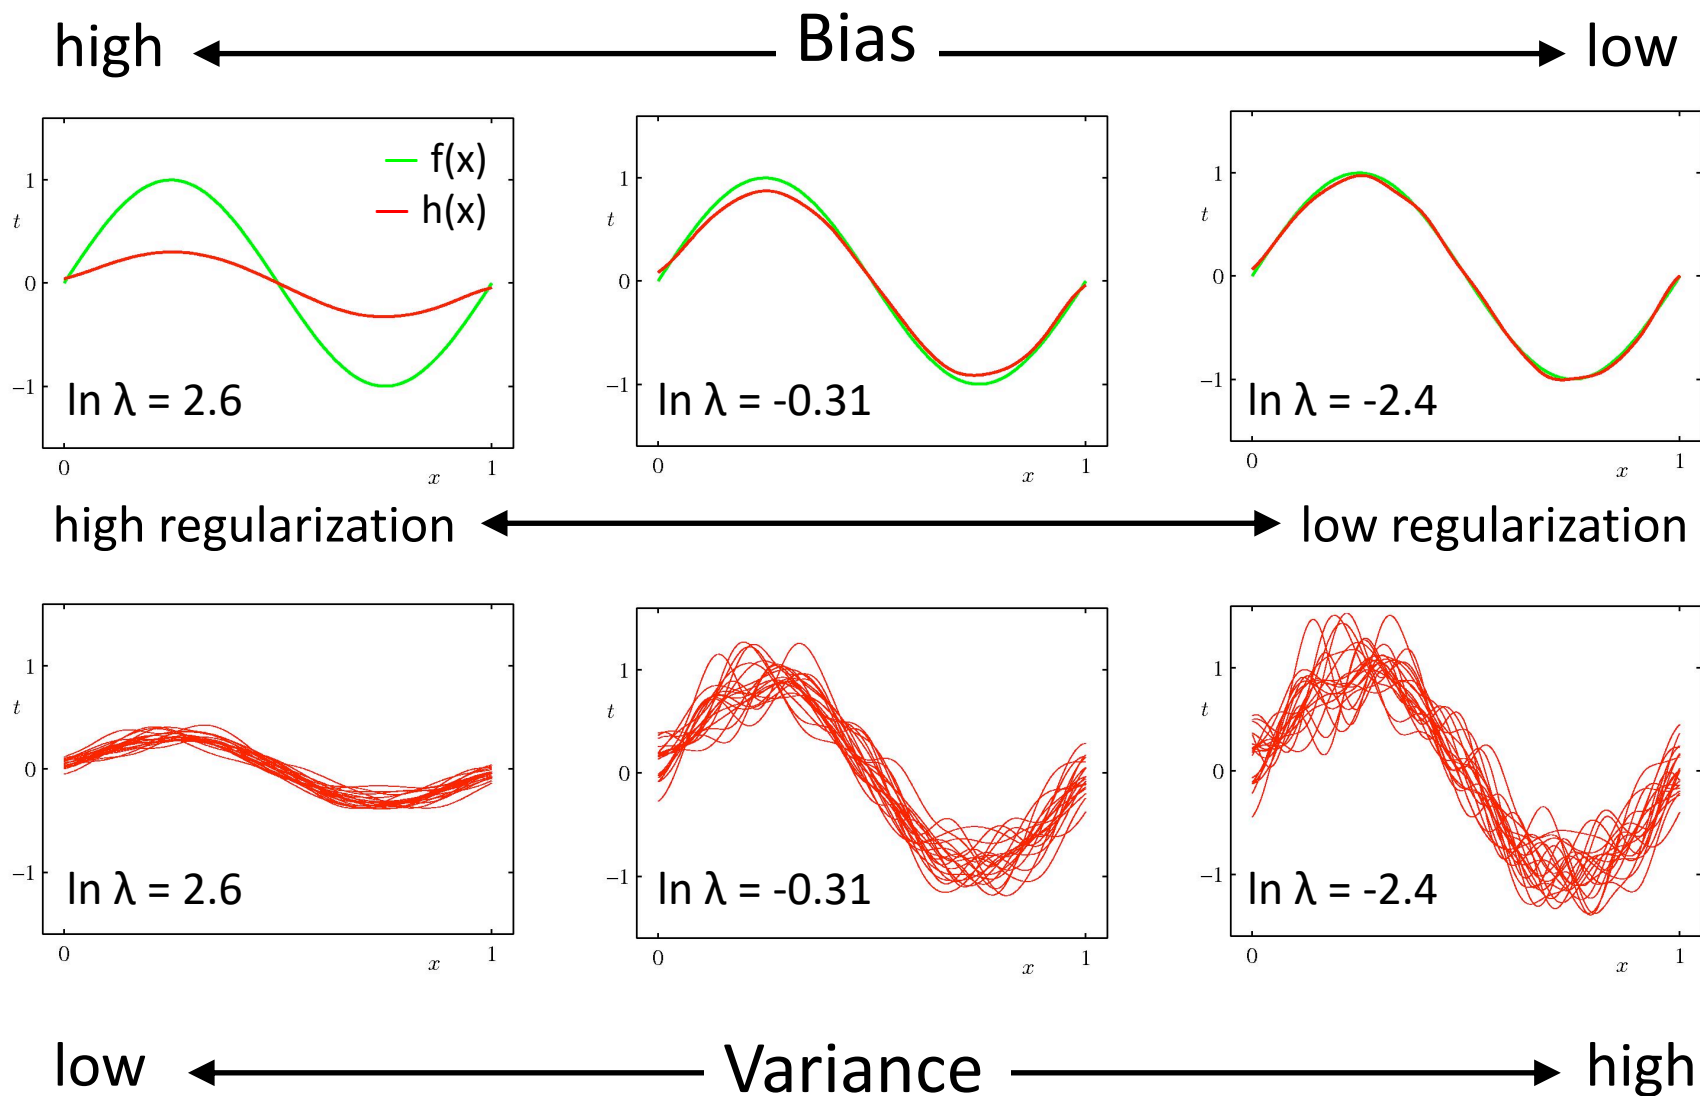 high Bias low
f(x)
h(x)
1
t
0
−1
ln λ = 2.6
0 x 1
1
t
0
−1
ln λ = -0.31
0 x 1
1
t
0
−1
ln λ = -2.4
0 x 1
high regularization low regularization
1
t
0
−1
ln λ = 2.6
0 x 1
1
t
0
−1
ln λ = -0.31
0 x 1
1
t
0
−1
ln λ = -2.4
0 x 1
low Variance high